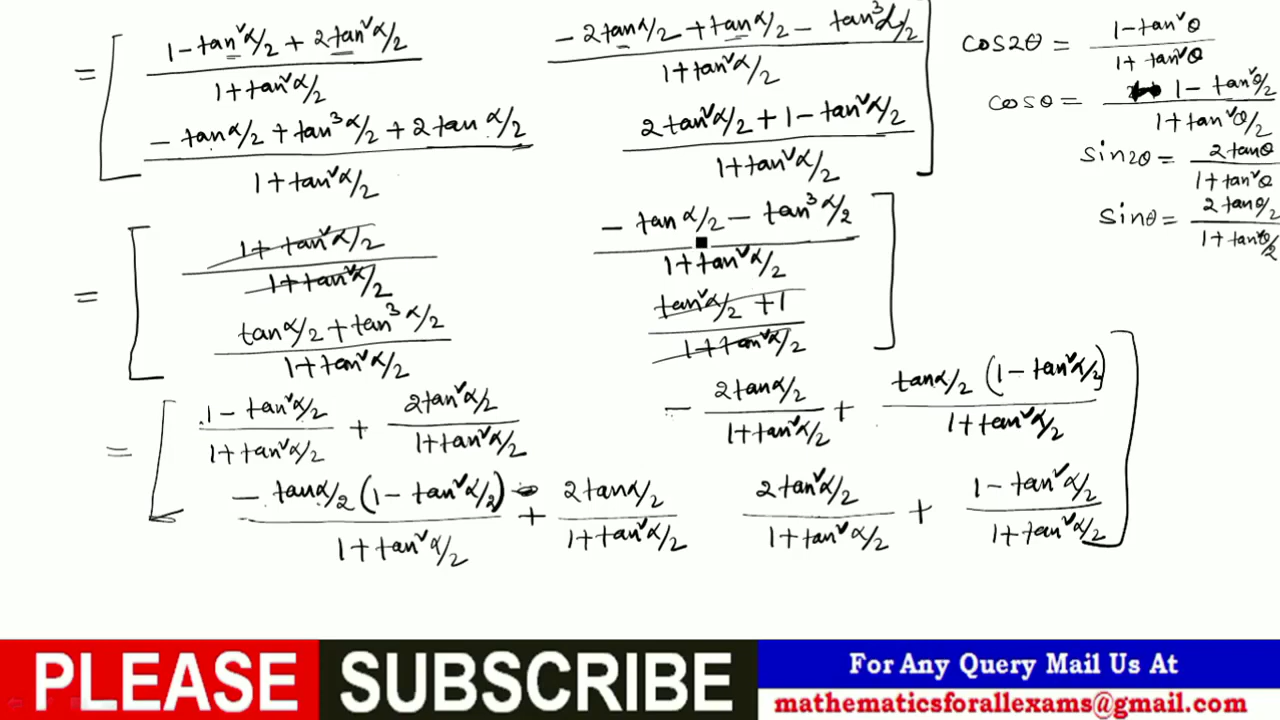 = [ (1 - tan²α/2 + 2tan²α/2)/(1 + tan²α/2)   (- 2tanα/2 + tanα/2 - tan³α/2)/(1 + tan²α/2)
(- tanα/2 + tan³α/2 + 2tanα/2)/(1 + tan²α/2)   (2tan²α/2 + 1 - tan²α/2)/(1 + tan²α/2) ]
cos2θ = (1 - tan²θ)/(1 + tan²θ)
cosθ = (1 - tan²θ/2)/(1 + tan²θ/2)
sin2θ = (2tanθ)/(1 + tan²θ)
sinθ = (2tanθ/2)/(1 + tan²θ/2)
= [ (1 + tan²α/2)/(1 + tan²α/2)   (- tanα/2 - tan³α/2)/(1 + tan²α/2)
(tanα/2 + tan³α/2)/(1 + tan²α/2)   (tan²α/2 + 1)/(1 + tan²α/2) ]
= [ (1 - tan²α/2)/(1 + tan²α/2) + (2tan²α/2)/(1 + tan²α/2)   - (2tanα/2)/(1 + tan²α/2) + (tanα/2 (1 - tan²α/2))/(1 + tan²α/2)
(- tanα/2 (1 - tan²α/2))/(1 + tan²α/2) + (2tanα/2)/(1 + tan²α/2)   (2tan²α/2)/(1 + tan²α/2) + (1 - tan²α/2)/(1 + tan²α/2) ]
PLEASE SUBSCRIBE
For Any Query Mail Us At
mathematicsforallexams@gmail.com